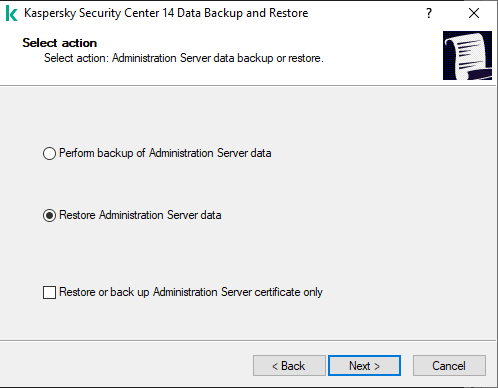 Kaspersky Security Center 14 Data Backup and Restore
Select action
Select action: Administration Server data backup or restore.
Perform backup of Administration Server data
Restore Administration Server data
Restore or back up Administration Server certificate only
< Back Next > Cancel